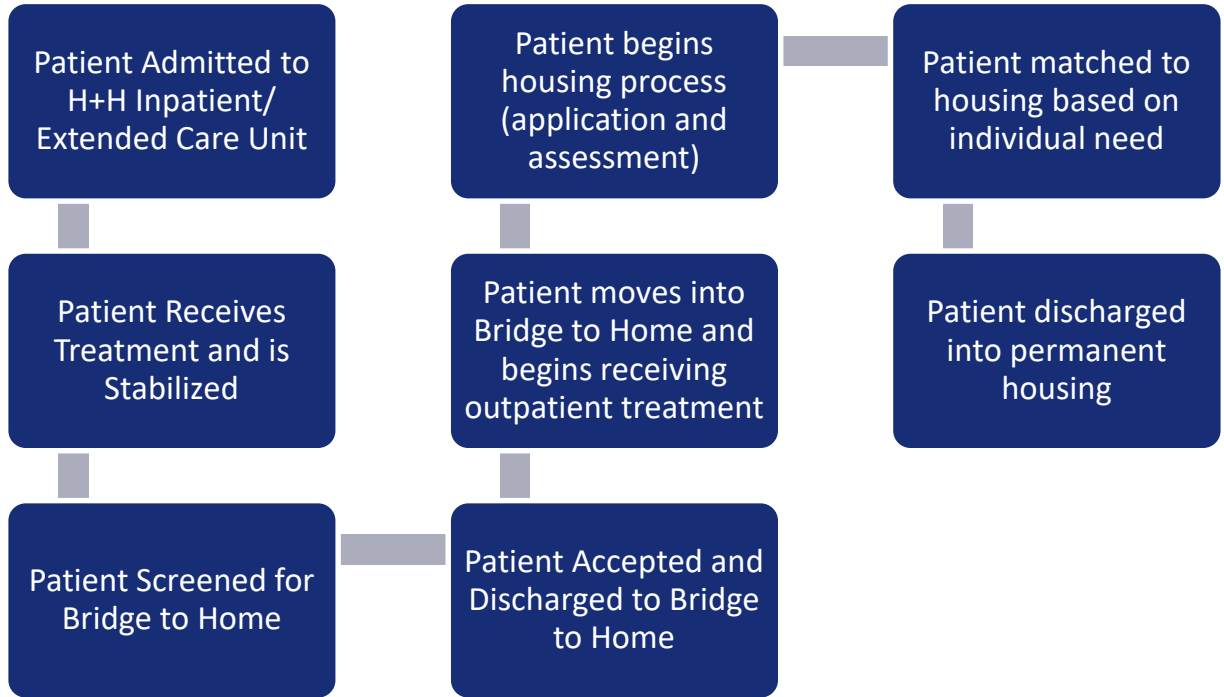 Patient Admitted to
H+H Inpatient/
Extended Care Unit
Patient Receives
Treatment and is
Stabilized
Patient Screened for
Bridge to Home
Patient Accepted and
Discharged to Bridge
to Home
Patient moves into
Bridge to Home and
begins receiving
outpatient treatment
Patient begins
housing process
(application and
assessment)
Patient matched to
housing based on
individual need
Patient discharged
into permanent
housing